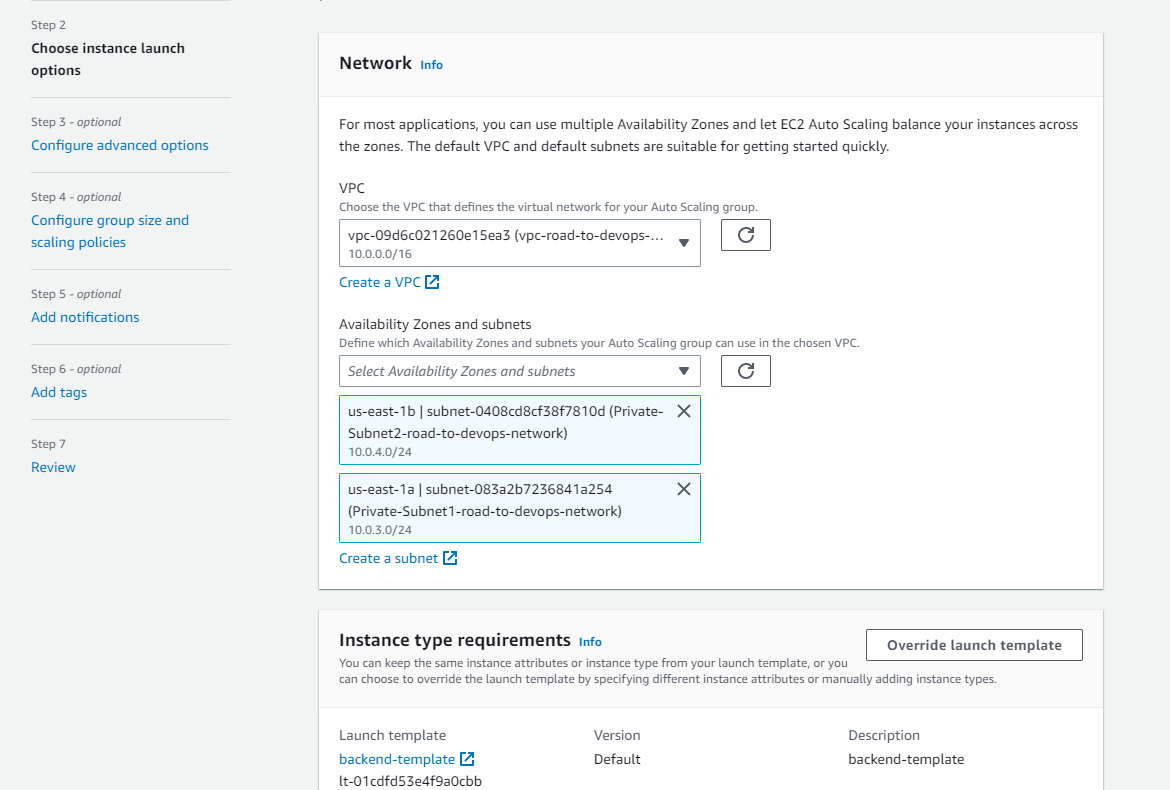 Step 2
Choose instance launch
options
Step 3 - optional
Configure advanced options
Step 4 - optional
Configure group size and
scaling policies
Step 5 - optional
Add notifications
Step 6 - optional
Add tags
Step 7
Review
Network Info
For most applications, you can use multiple Availability Zones and let EC2 Auto Scaling balance your instances across
the zones. The default VPC and default subnets are suitable for getting started quickly.
VPC
Choose the VPC that defines the virtual network for your Auto Scaling group.
vpc-09d6c021260e15ea3 (vpc-road-to-devops-...
10.0.0.0/16
Create a VPC
Availability Zones and subnets
Define which Availability Zones and subnets your Auto Scaling group can use in the chosen VPC.
Select Availability Zones and subnets
us-east-1b | subnet-0408cd8cf38f7810d (Private-
Subnet2-road-to-devops-network)
10.0.4.0/24
us-east-1a | subnet-083a2b7236841a254
(Private-Subnet1-road-to-devops-network)
10.0.3.0/24
Create a subnet
Instance type requirements Info
Override launch template
You can keep the same instance attributes or instance type from your launch template, or you
can choose to override the launch template by specifying different instance attributes or manually adding instance types.
Launch template
backend-template
lt-01cdfd53e4f9a0cbb
Version
Default
Description
backend-template